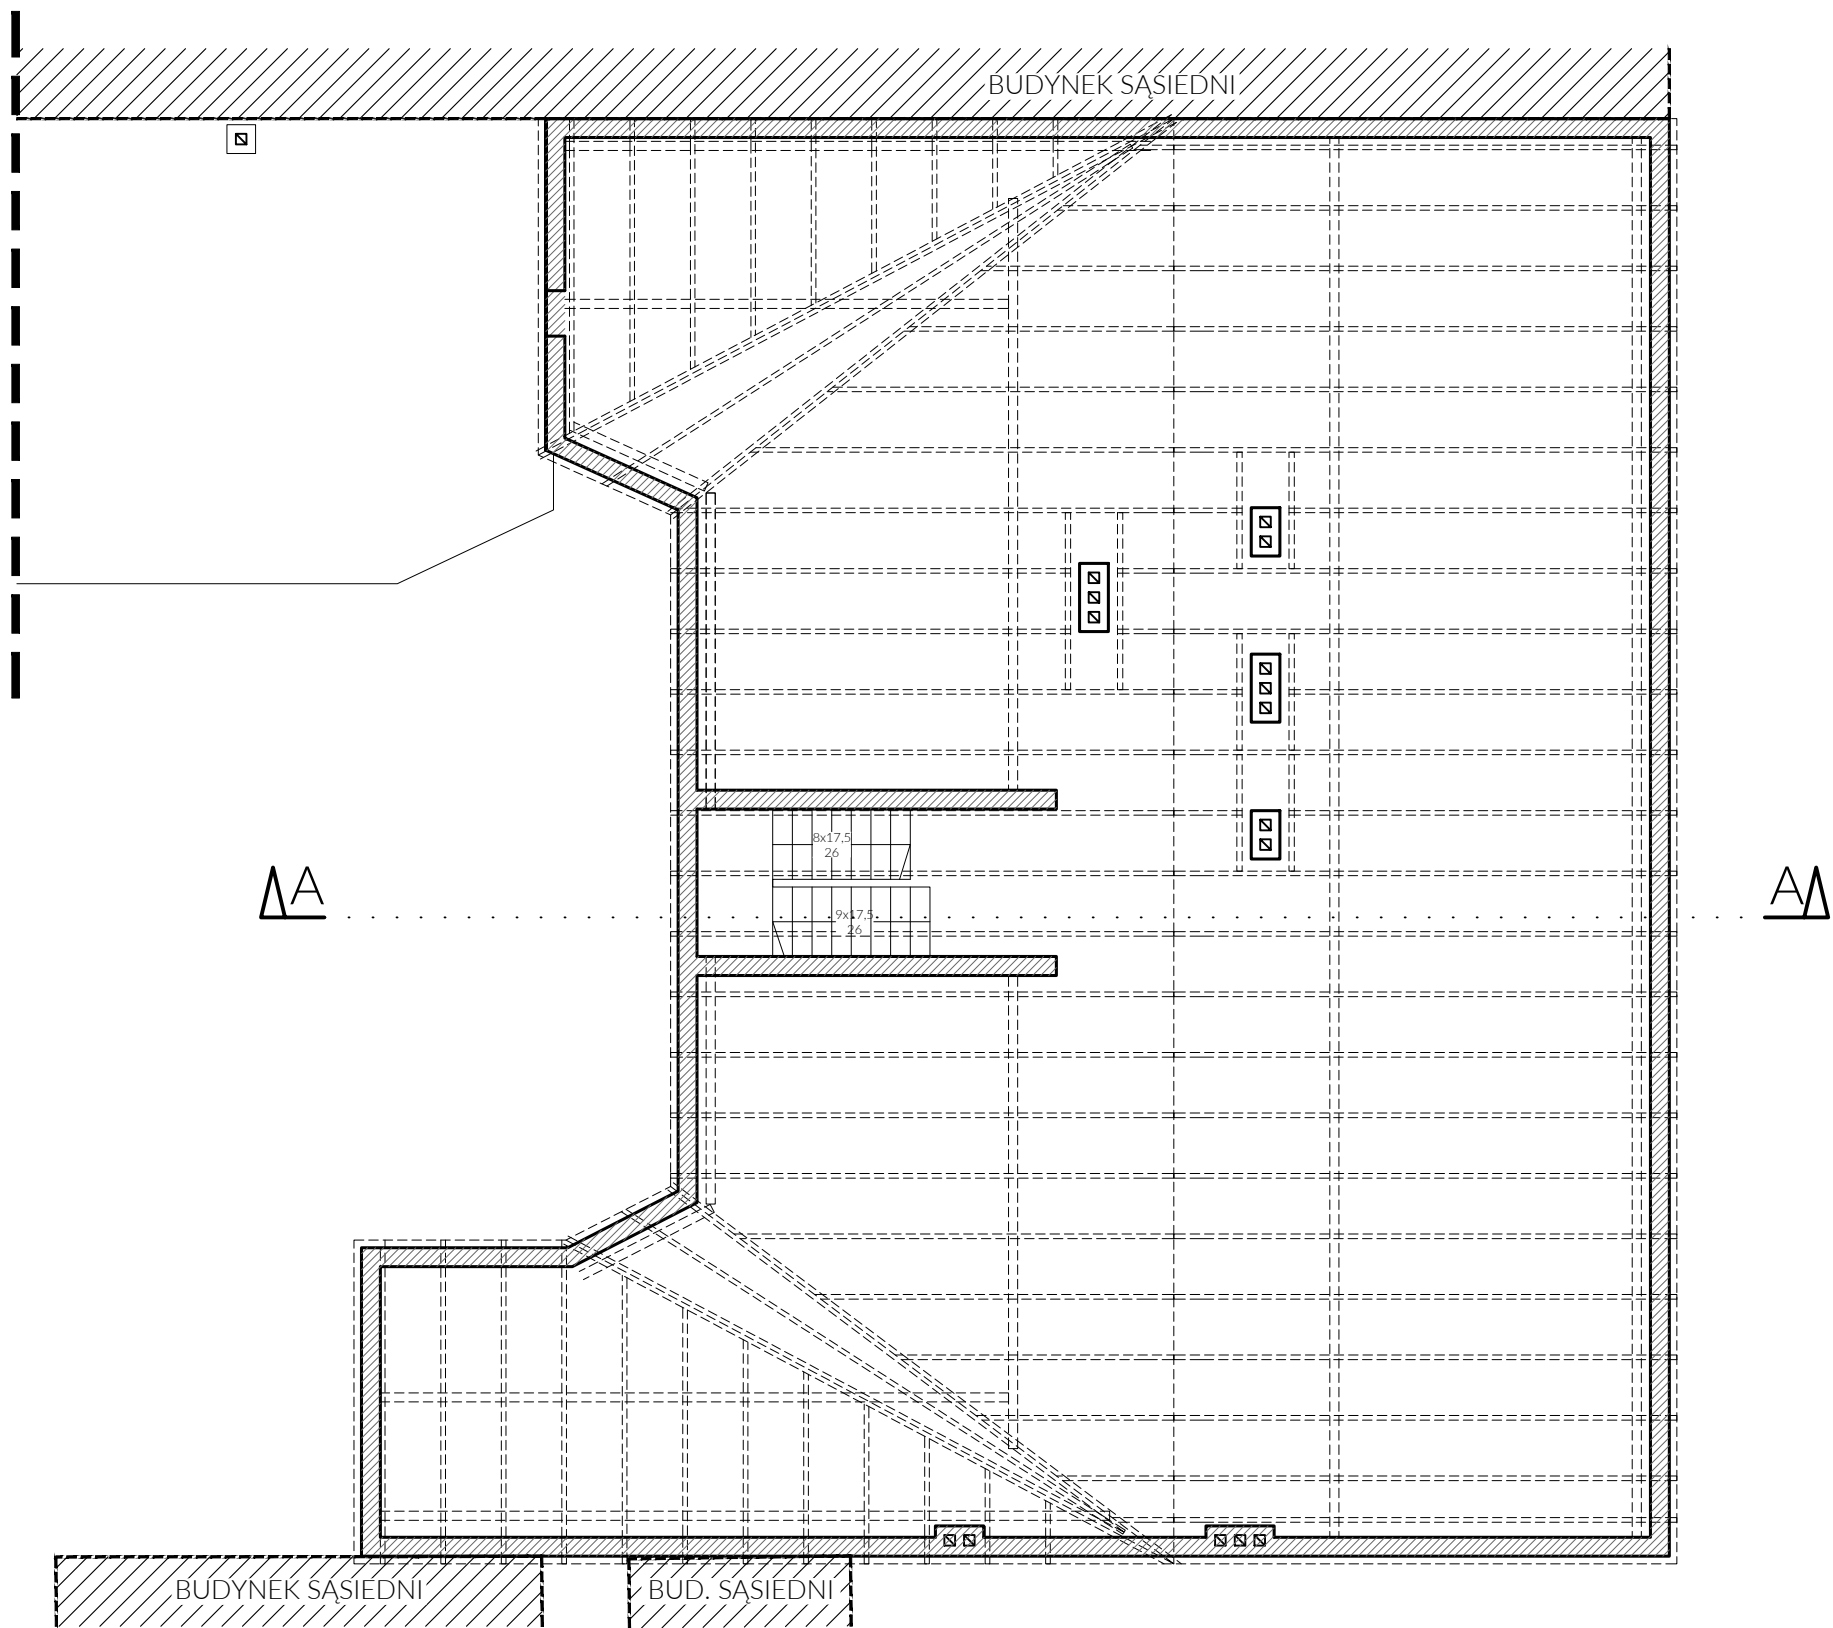 BUDYNEK SĄSIEDNI
8x17,5
26
A
A
9x17,5
26
BUDYNEK SĄSIEDNI
BUD. SĄSIEDNI